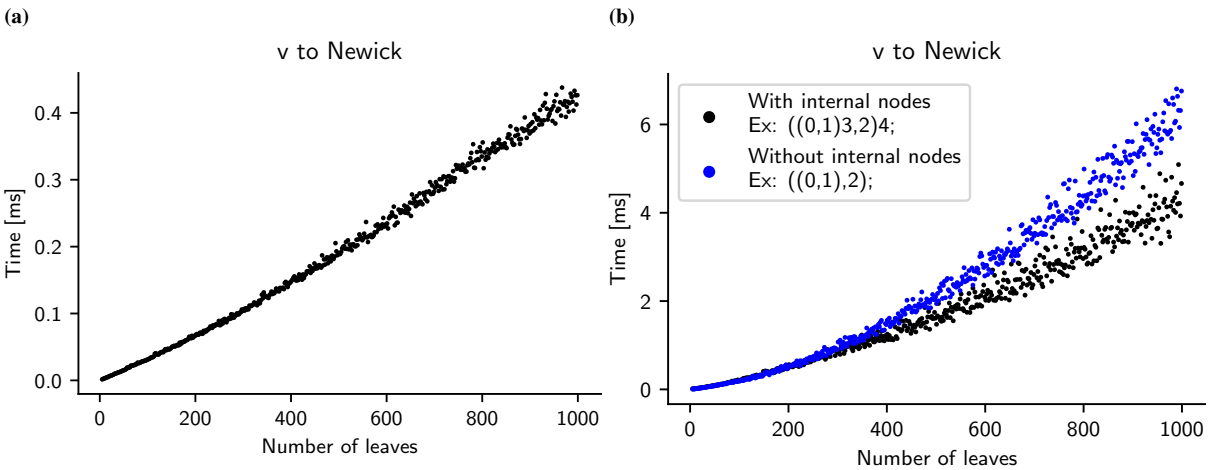 (a)
v to Newick
Time [ms]
0.4
0.3
0.2
0.1
0.0
0 200 400 600 800 1000
Number of leaves
(b)
v to Newick
With internal nodes
Ex: ((0,1)3,2)4;
Without internal nodes
Ex: ((0,1),2);
Time [ms]
6
4
2
0
0 200 400 600 800 1000
Number of leaves